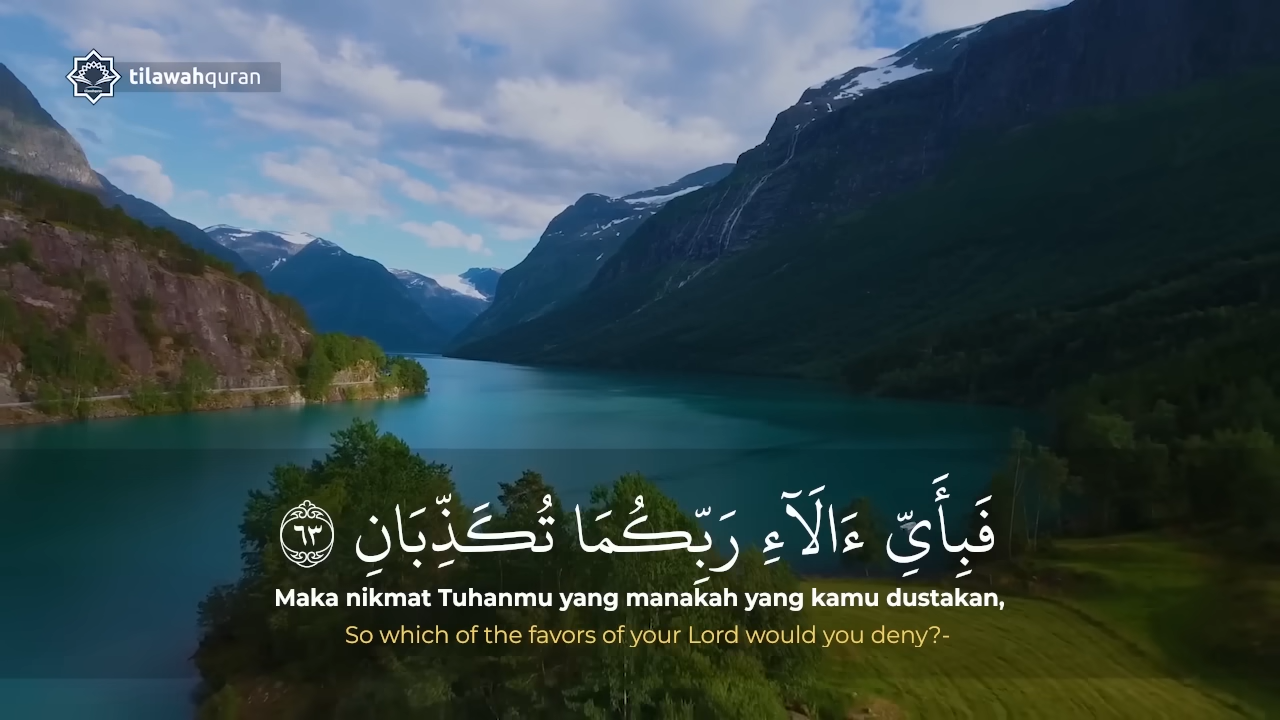 tilawahquran
فَبِأَيِّ ءَالَآءِ رَبِّكُمَا تُكَذِّبَانِ ٦٣
Maka nikmat Tuhanmu yang manakah yang kamu dustakan,
So which of the favors of your Lord would you deny?-